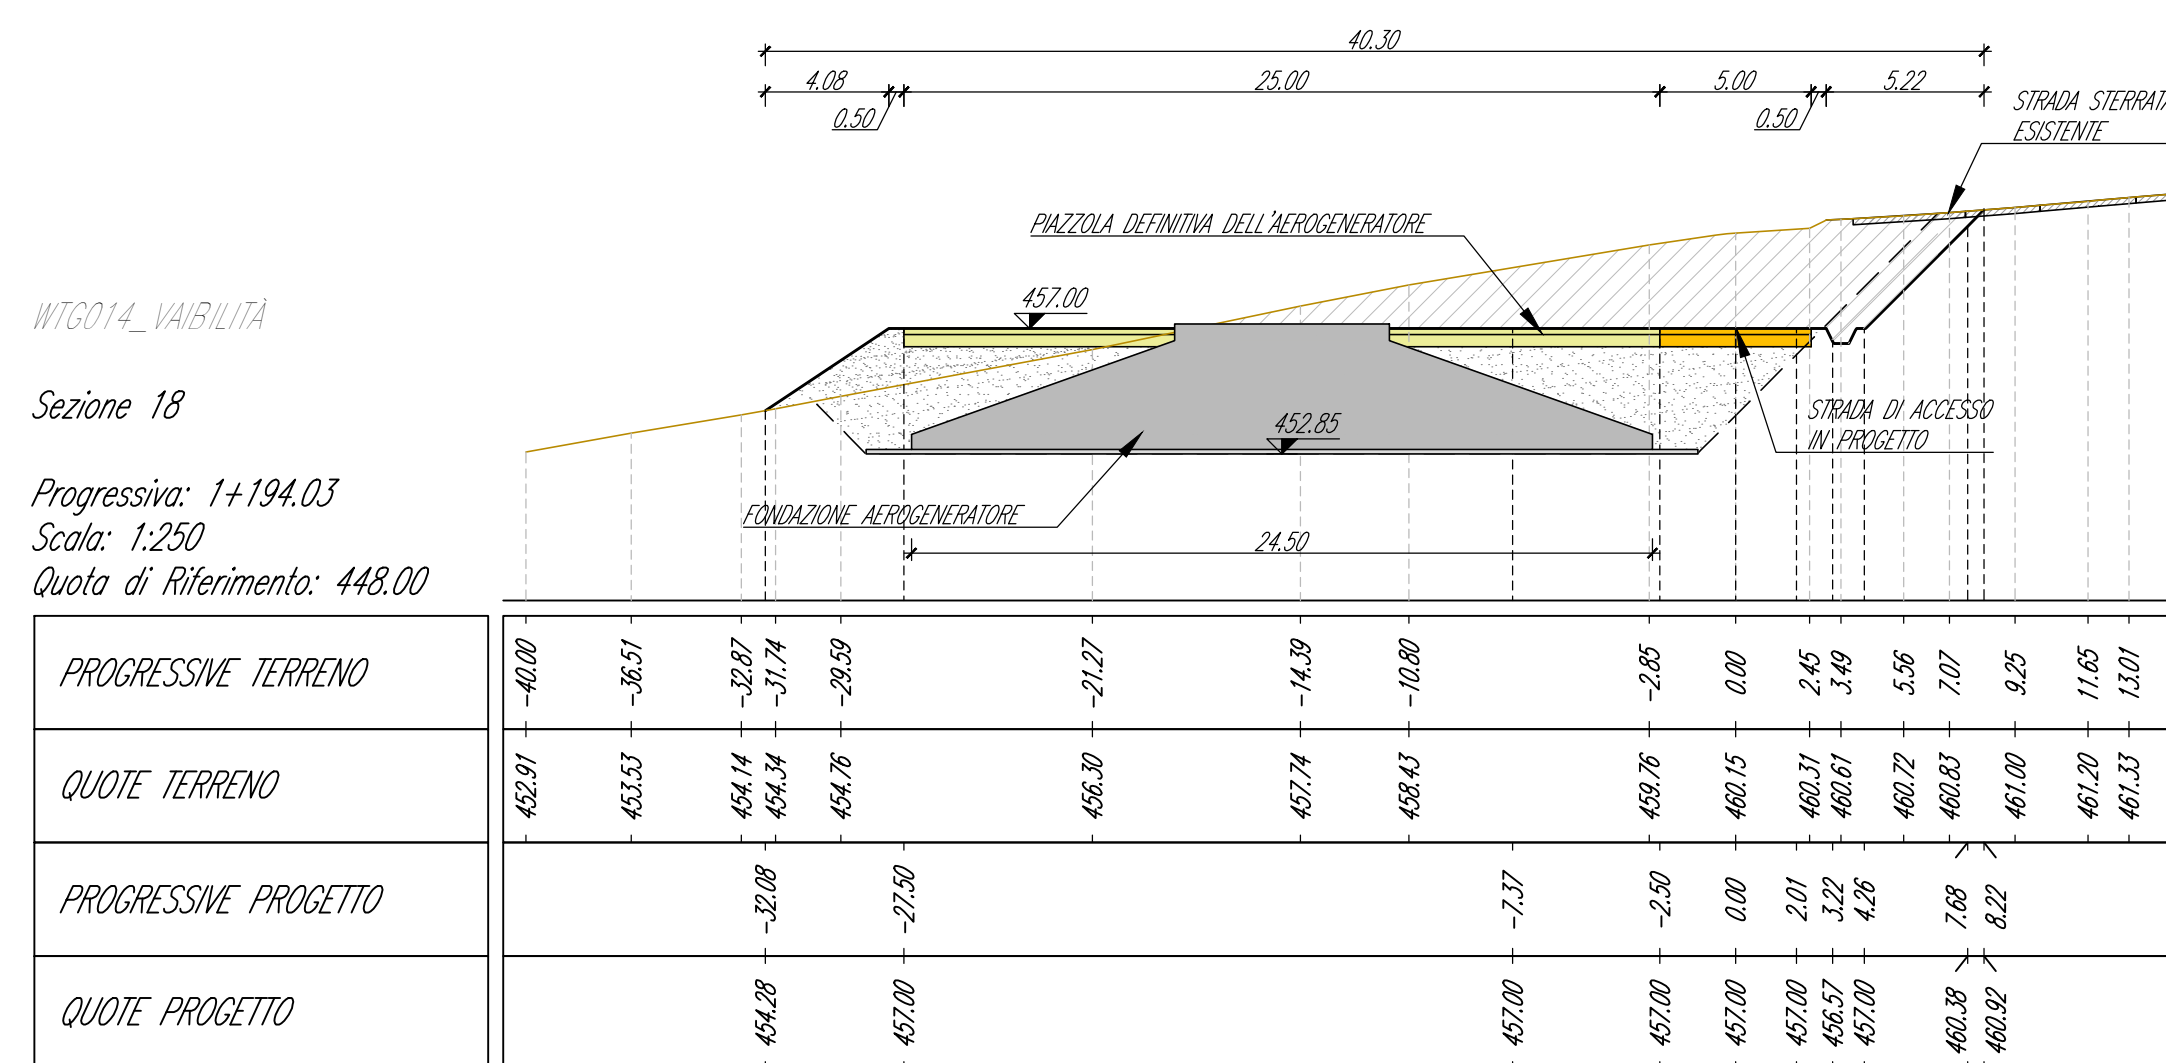 40.30
4.08
25.00
5.00
5.22
0.50
0.50
STRADA STERRATA
ESISTENTE
PIAZZOLA DEFINITIVA DELL'AEROGENERATORE
457.00
WTG014_VAIBILITÀ
Sezione 18
452.85
STRADA DI ACCESSO
IN PROGETTO
Progressiva: 1+194.03
Scala: 1:250
Quota di Riferimento: 448.00
FONDAZIONE AEROGENERATORE
24.50
PROGRESSIVE TERRENO -40.00 -36.51 -32.87 -31.74 -29.59 -21.27 -14.39 -10.80 -2.85 0.00 2.45 3.49 5.56 7.07 9.25 11.65 13.01
QUOTE TERRENO 452.91 453.53 454.14 454.34 454.76 456.30 457.74 458.43 459.76 460.15 460.31 460.61 460.72 460.83 461.00 461.20 461.33
PROGRESSIVE PROGETTO -32.08 -27.50 -7.37 -2.50 0.00 2.01 3.22 4.26 7.68 8.22
QUOTE PROGETTO 454.28 457.00 457.00 457.00 457.00 457.00 456.57 457.00 460.38 460.92